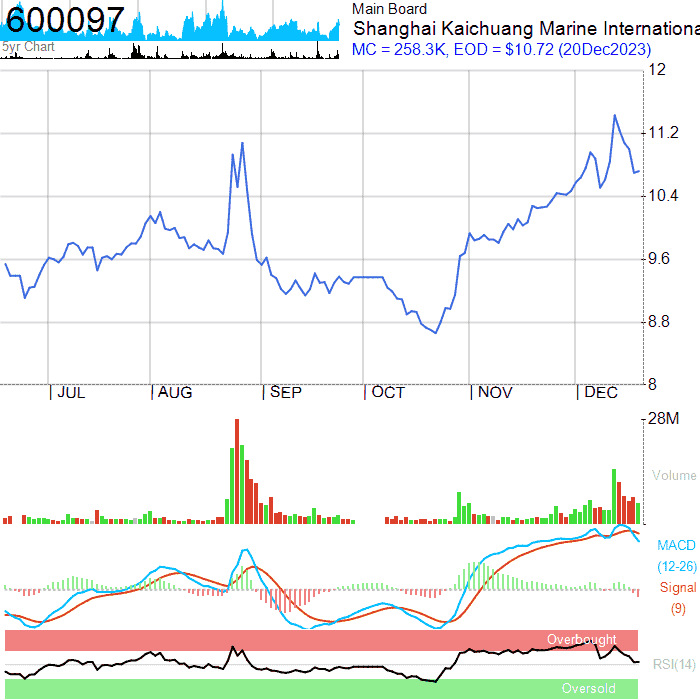 600097
5yr Chart
Main Board
Shanghai Kaichuang Marine Internationa
MC = 258.3K, EOD = $10.72 (20Dec2023)
12
11.2
10.4
9.6
8.8
8
JUL AUG SEP OCT NOV DEC
28M
Volume
MACD
(12-26)
Signal
(9)
Overbought
RSI(14)
Oversold